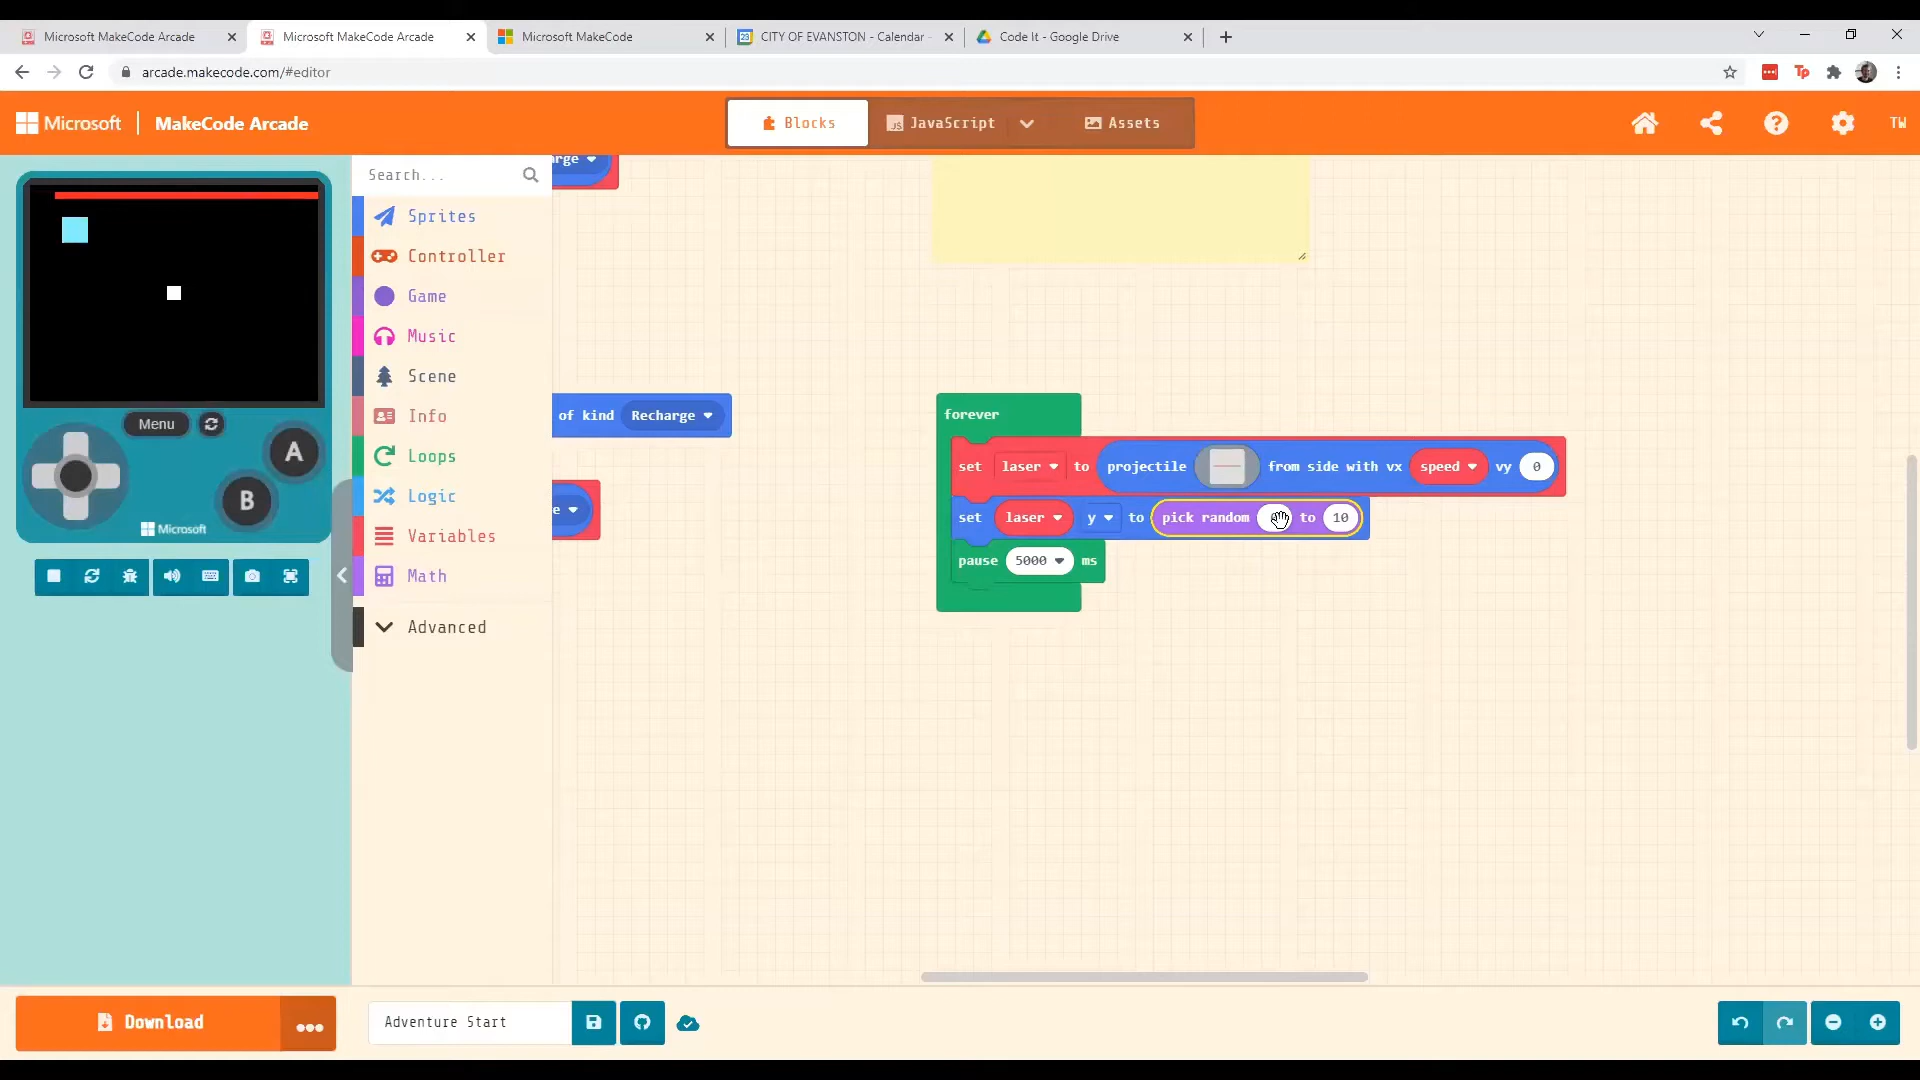 Microsoft MakeCode Arcade
Microsoft MakeCode Arcade
Microsoft MakeCode
CITY OF EVANSTON - Calendar -
Code It - Google Drive
arcade.makecode.com/#editor
Tp
Microsoft
MakeCode Arcade
Blocks
JS JavaScript
Assets
TW
Search...
Sprites
Controller
Game
Music
Scene
Info
Loops
Logic
Variables
Math
Advanced
Menu
A
B
Microsoft
arge
of kind Recharge
e
forever
set laser to projectile from side with vx speed vy 0
set laser y to pick random to 10
pause 5000 ms
Download
Adventure Start